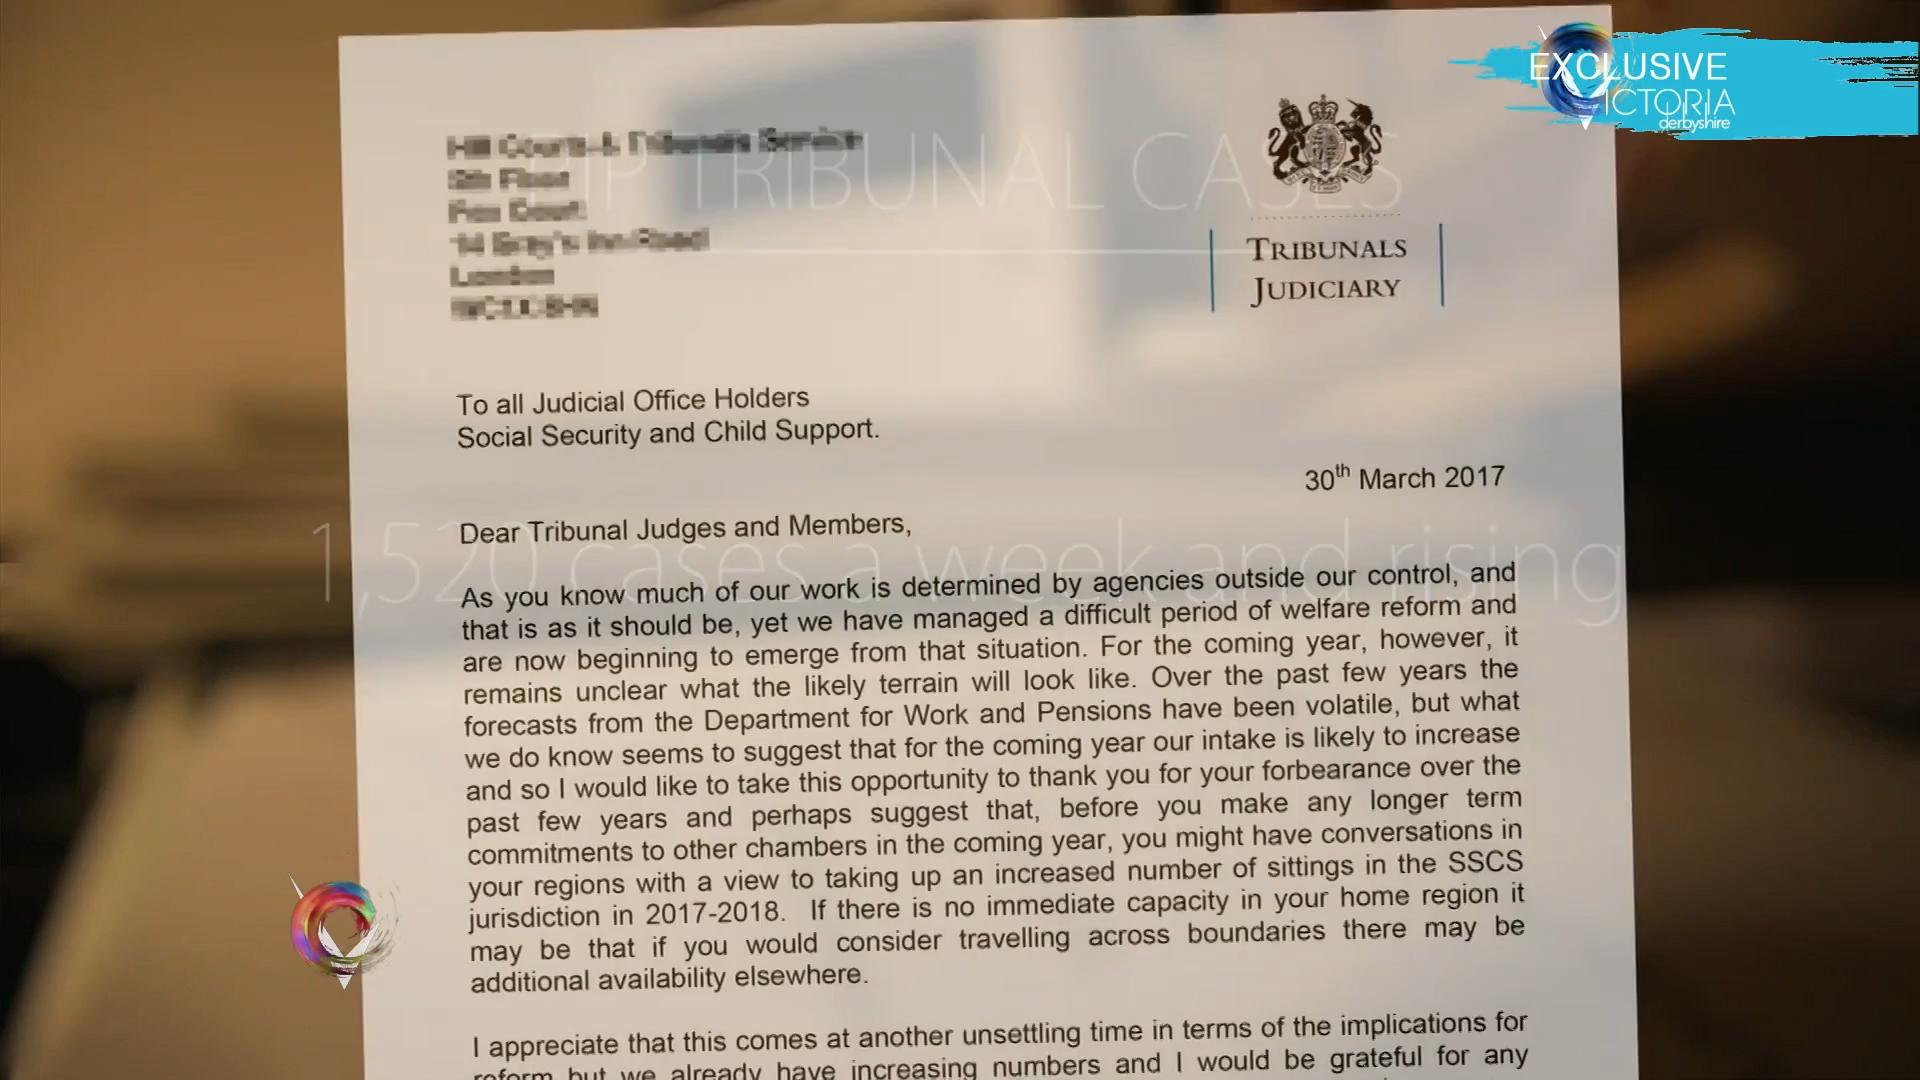 EXCLUSIVE
VICTORIA
derbyshire
PIP TRIBUNAL CASES
TRIBUNALS
JUDICIARY
London
To all Judicial Office Holders
Social Security and Child Support.
30th March 2017
Dear Tribunal Judges and Members,
1,520 cases a week and rising
As you know much of our work is determined by agencies outside our control, and
that is as it should be, yet we have managed a difficult period of welfare reform and
are now beginning to emerge from that situation. For the coming year, however, it
remains unclear what the likely terrain will look like. Over the past few years the
forecasts from the Department for Work and Pensions have been volatile, but what
we do know seems to suggest that for the coming year our intake is likely to increase
and so I would like to take this opportunity to thank you for your forbearance over the
past few years and perhaps suggest that, before you make any longer term
commitments to other chambers in the coming year, you might have conversations in
your regions with a view to taking up an increased number of sittings in the SSCS
jurisdiction in 2017-2018. If there is no immediate capacity in your home region it
may be that if you would consider travelling across boundaries there may be
additional availability elsewhere.
I appreciate that this comes at another unsettling time in terms of the implications for
reform but we already have increasing numbers and I would be grateful for any